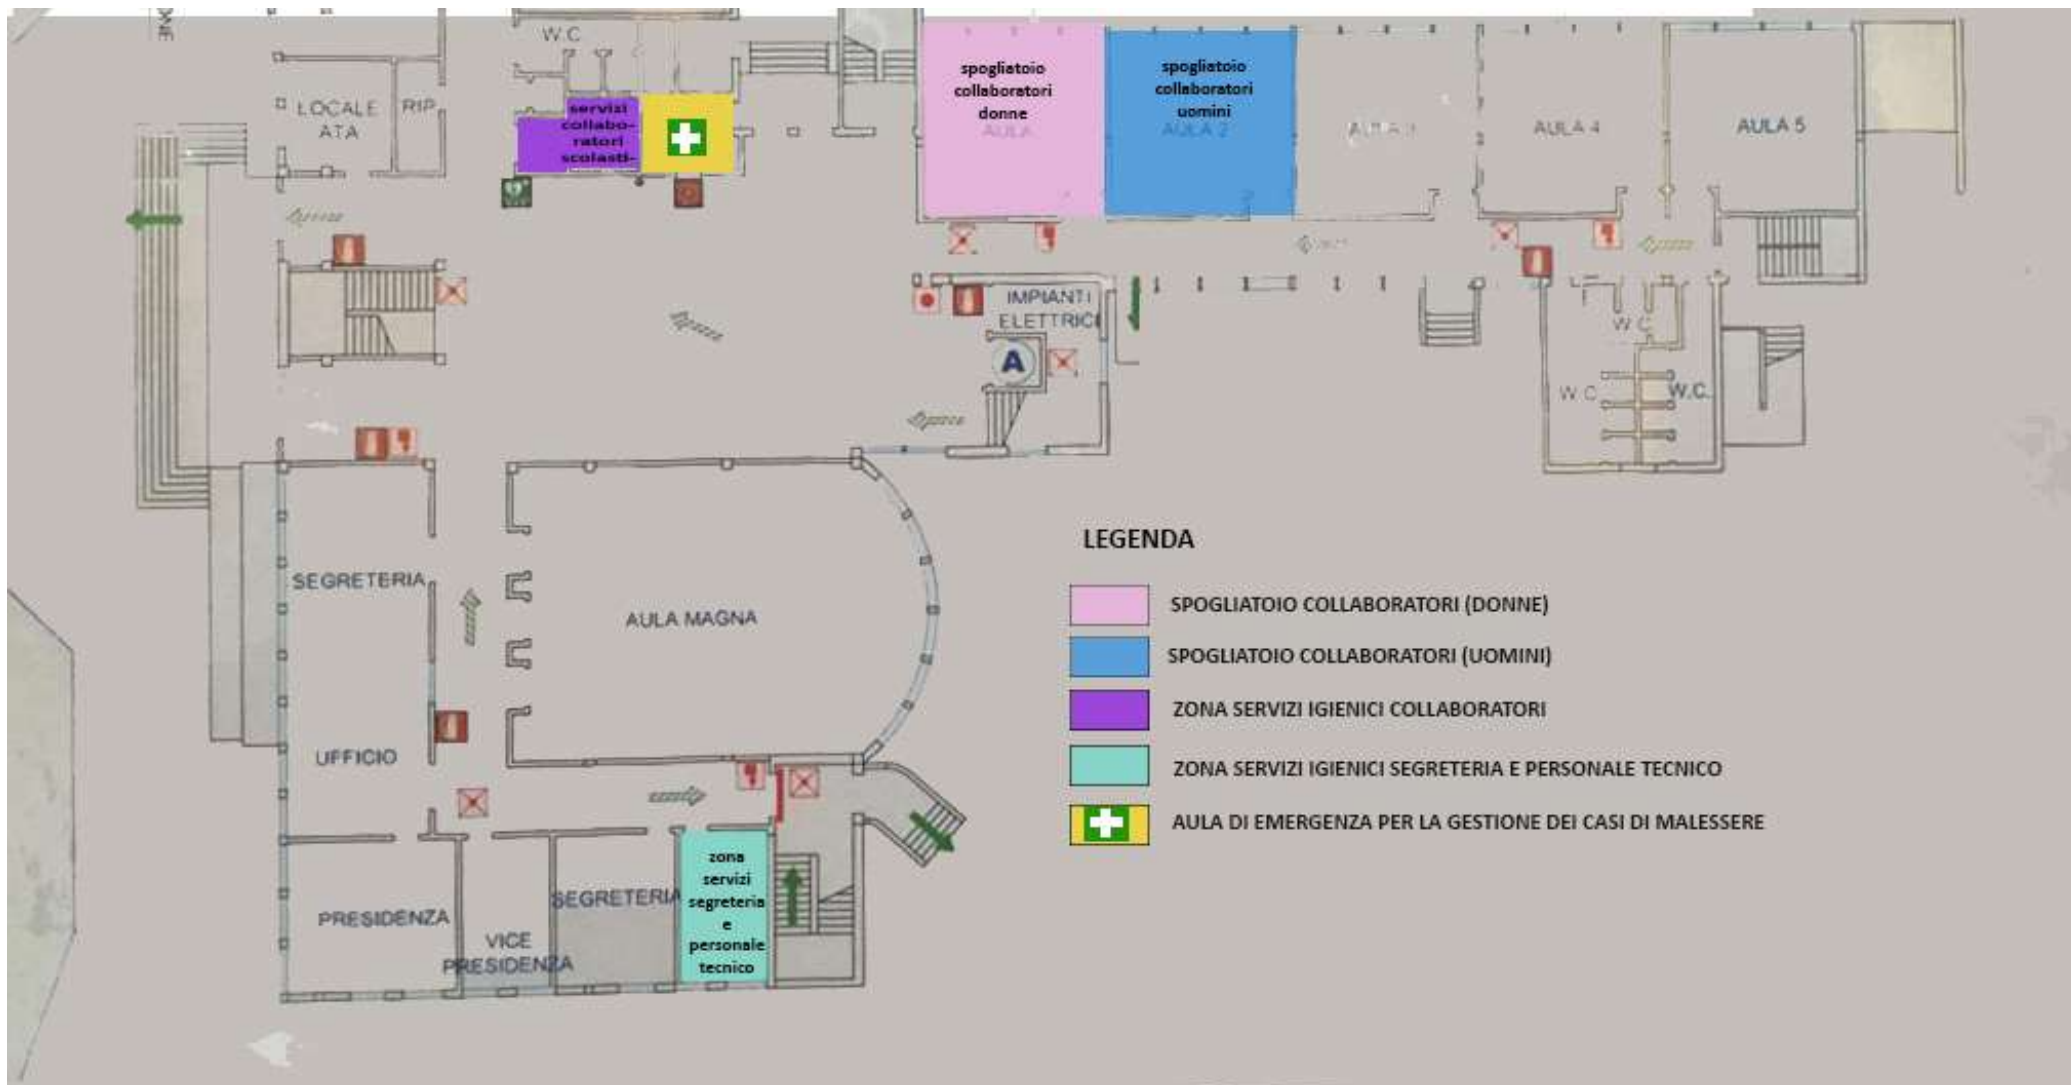 W.C
LOCALE
ATA
RIP
servizi
collabo-
ratori
scolasti-
spogliatoio
collaboratori
donne
AULA
spogliatoio
collaboratori
uomini
AULA 2
AULA 3
AULA 4
AULA 5
IMPIANTI
ELETTRICI
A
W.C
W.C
W.C.
SEGRETERIA
AULA MAGNA
UFFICIO
PRESIDENZA
VICE
PRESIDENZA
SEGRETERIA
zona
servizi
segreteria
e
personale
tecnico
LEGENDA
SPOGLIATOIO COLLABORATORI (DONNE)
SPOGLIATOIO COLLABORATORI (UOMINI)
ZONA SERVIZI IGIENICI COLLABORATORI
ZONA SERVIZI IGIENICI SEGRETERIA E PERSONALE TECNICO
AULA DI EMERGENZA PER LA GESTIONE DEI CASI DI MALESSERE